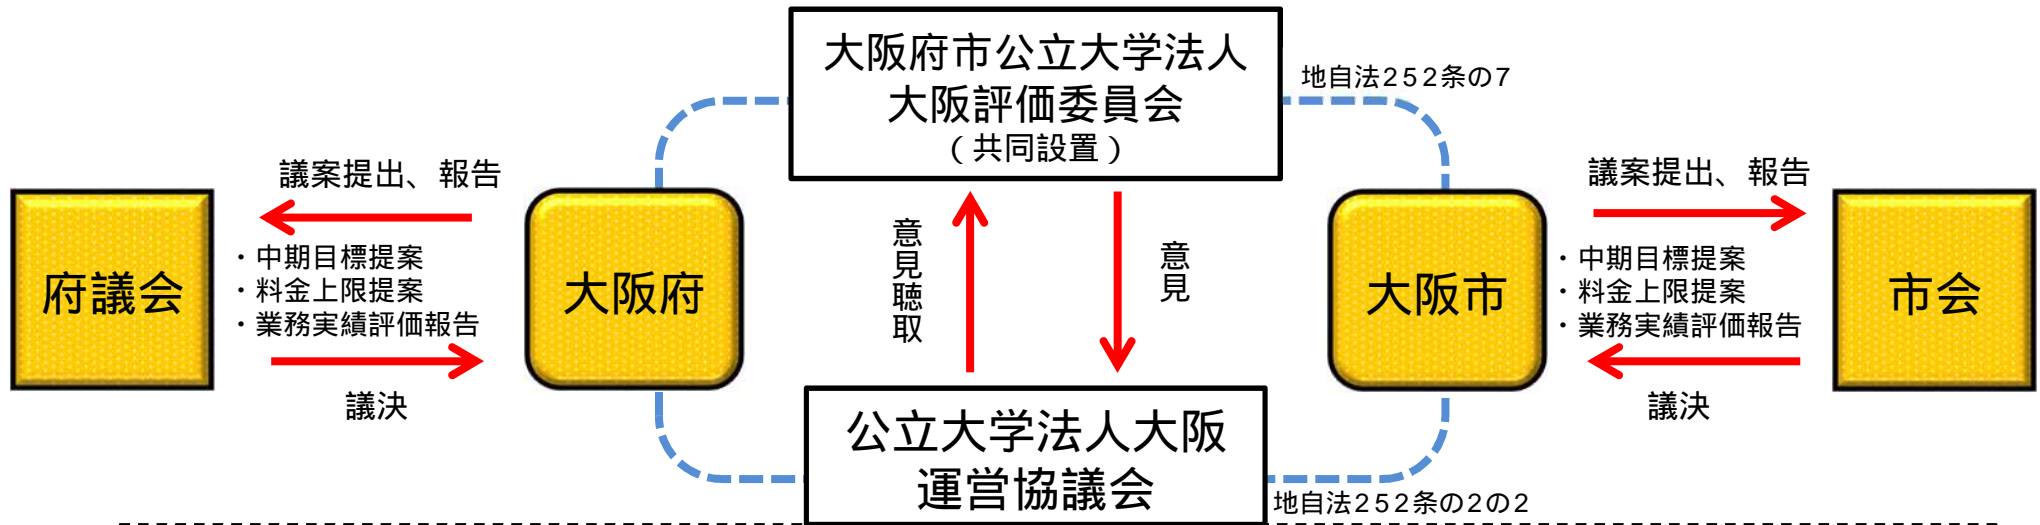 大阪府市公立大学法人
大阪評価委員会
（共同設置）
地自法252条の7
議案提出、報告
・中期目標提案
・料金上限提案
・業務実績評価報告
議決
府議会
大阪府
意見聴取
意見
大阪市
議案提出、報告
・中期目標提案
・料金上限提案
・業務実績評価報告
議決
市会
公立大学法人大阪
運営協議会
地自法252条の2の2